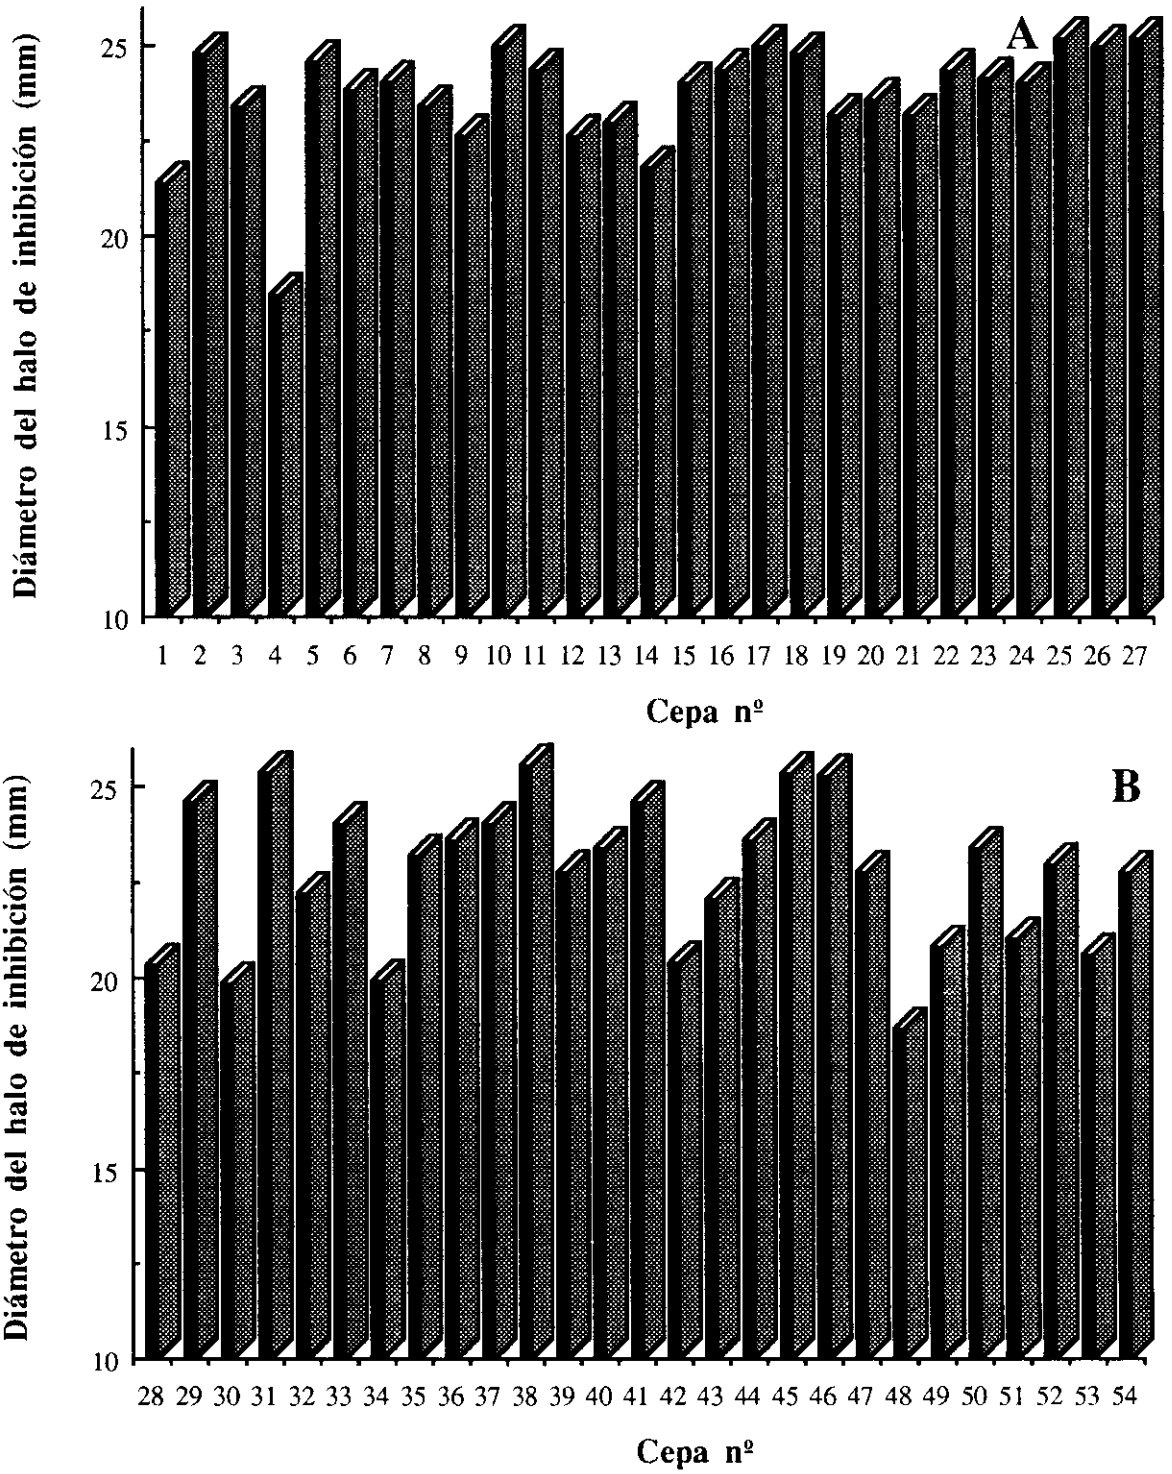 Diámetro del halo de inhibición (mm)
A
25
20
15
10
1 2 3 4 5 6 7 8 9 10 11 12 13 14 15 16 17 18 19 20 21 22 23 24 25 26 27
Cepa nº
Diámetro del halo de inhibición (mm)
B
25
20
15
10
28 29 30 31 32 33 34 35 36 37 38 39 40 41 42 43 44 45 46 47 48 49 50 51 52 53 54
Cepa nº